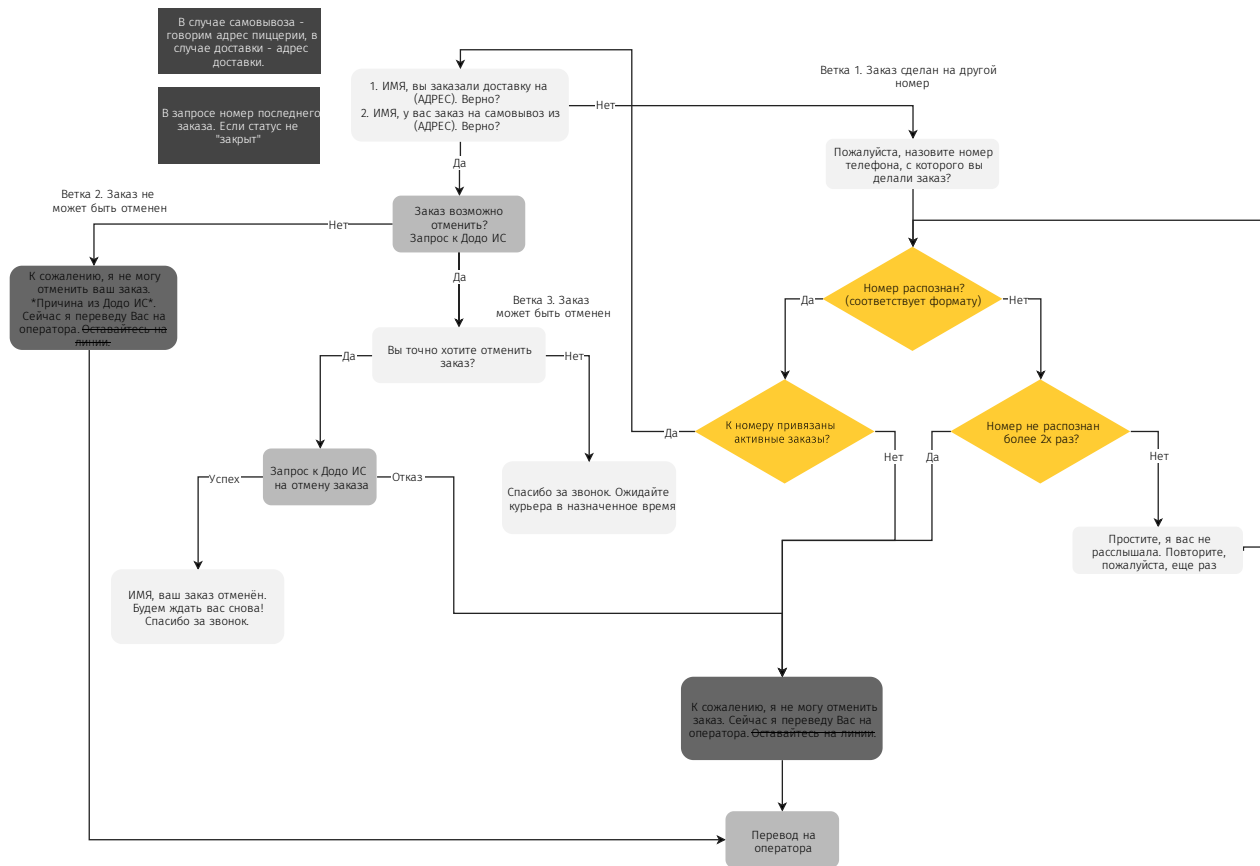 В случае самовывоза -
говорим адрес пиццерии, в
случае доставки - адрес
доставки.
В запросе номер последнего
заказа. Если статус не
"закрыт"
1. ИМЯ, вы заказали доставку на
(АДРЕС). Верно?
2. ИМЯ, у вас заказ на самовывоз из
(АДРЕС). Верно?
Нет
Ветка 1. Заказ сделан на другой
номер
Пожалуйста, назовите номер
телефона, с которого вы
делали заказ?
Да
Ветка 2. Заказ не
может быть отменен
Нет
Заказ возможно
отменить?
Запрос к Додо ИС
К сожалению, я не могу
отменить ваш заказ.
*Причина из Додо ИС*.
Сейчас я переведу Вас на
оператора. Оставайтесь на
линии.
Да
Ветка 3. Заказ
может быть отменен
Номер распознан?
(соответствует формату)
Да
Нет
Вы точно хотите отменить
заказ?
Да
Нет
К номеру привязаны
активные заказы?
Да
Нет
Номер не распознан
более 2х раз?
Да
Нет
Запрос к Додо ИС
на отмену заказа
Успех
Отказ
Спасибо за звонок. Ожидайте
курьера в назначенное время
Простите, я вас не
расслышала. Повторите,
пожалуйста, еще раз
ИМЯ, ваш заказ отменён.
Будем ждать вас снова!
Спасибо за звонок.
К сожалению, я не могу отменить
заказ. Сейчас я переведу Вас на
оператора. Оставайтесь на линии.
Перевод на
оператора